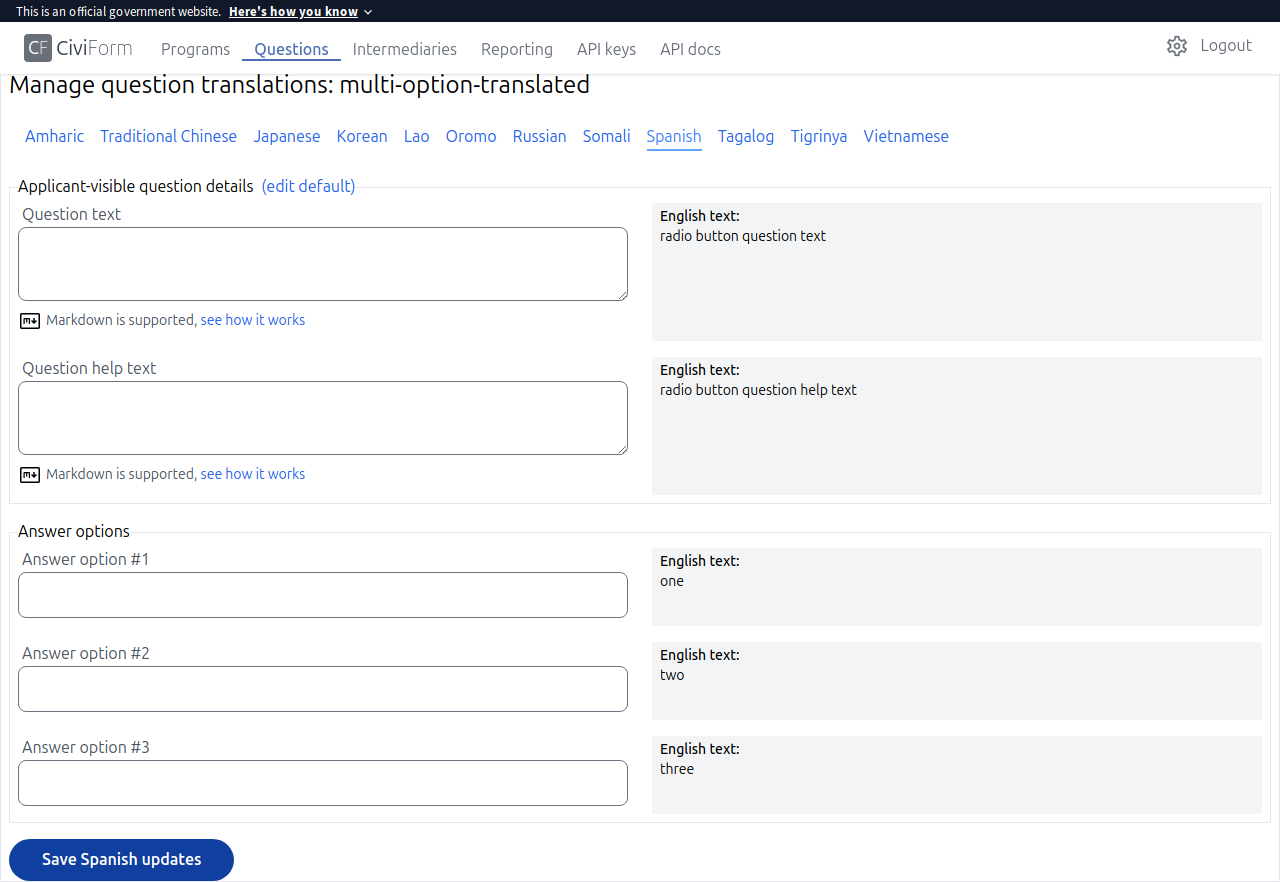 This is an official government website. Here's how you know
CF CiviForm Programs Questions Intermediaries Reporting API keys API docs Logout
Manage question translations: multi-option-translated
Amharic Traditional Chinese Japanese Korean Lao Oromo Russian Somali Spanish Tagalog Tigrinya Vietnamese
Applicant-visible question details (edit default)
Question text
English text:
radio button question text
Markdown is supported, see how it works
Question help text
English text:
radio button question help text
Markdown is supported, see how it works
Answer options
Answer option #1
English text:
one
Answer option #2
English text:
two
Answer option #3
English text:
three
Save Spanish updates